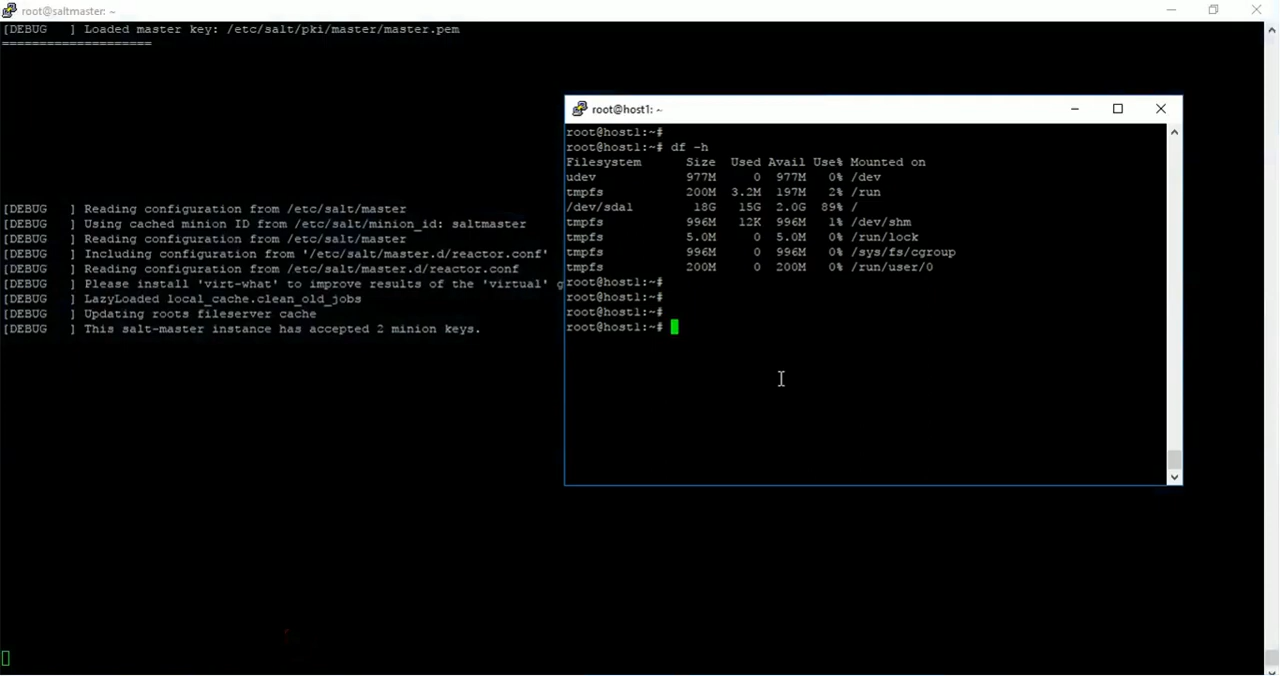 root@saltmaster: ~
[DEBUG   ] Loaded master key: /etc/salt/pki/master/master.pem
=====================
[DEBUG   ] Reading configuration from /etc/salt/master
[DEBUG   ] Using cached minion ID from /etc/salt/minion_id: saltmaster
[DEBUG   ] Reading configuration from /etc/salt/master
[DEBUG   ] Including configuration from '/etc/salt/master.d/reactor.conf'
[DEBUG   ] Reading configuration from /etc/salt/master.d/reactor.conf
[DEBUG   ] Please install 'virt-what' to improve results of the 'virtual' g
[DEBUG   ] LazyLoaded local_cache.clean_old_jobs
[DEBUG   ] Updating roots fileserver cache
[DEBUG   ] This salt-master instance has accepted 2 minion keys.
root@host1: ~
root@host1:~#
root@host1:~# df -h
Filesystem      Size  Used Avail Use% Mounted on
udev            977M     0  977M   0% /dev
tmpfs           200M  3.2M  197M   2% /run
/dev/sda1        18G   15G  2.0G  89% /
tmpfs           996M   12K  996M   1% /dev/shm
tmpfs           5.0M     0  5.0M   0% /run/lock
tmpfs           996M     0  996M   0% /sys/fs/cgroup
tmpfs           200M     0  200M   0% /run/user/0
root@host1:~#
root@host1:~#
root@host1:~#
root@host1:~#